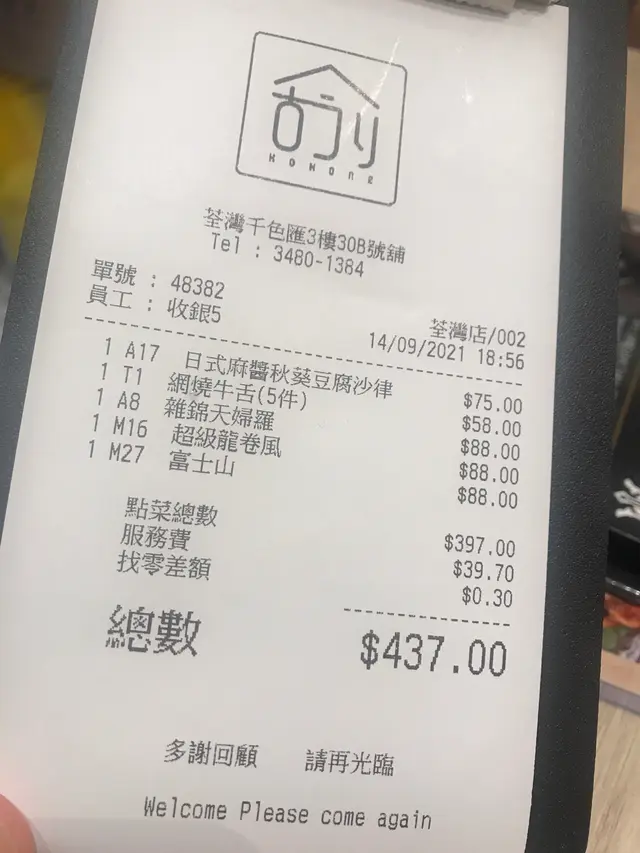 KOKON2
荃灣千色匯3樓30B號舖
Tel : 3480-1384
單號 : 48382
員工 : 收銀5
荃灣店/002
14/09/2021 18:56
1 A17 日式麻醬秋葵豆腐沙律 $75.00
1 T1 網燒牛舌(5件) $58.00
1 A8 雜錦天婦羅 $88.00
1 M16 超級龍卷風 $88.00
1 M27 富士山 $88.00
點菜總數 $397.00
服務費 $39.70
找零差額 $0.30
總數 $437.00
多謝回顧 請再光臨
Welcome Please come again